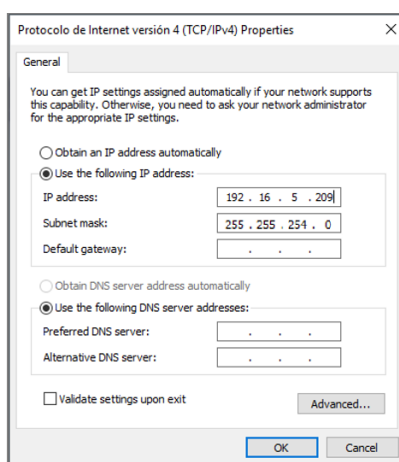 Protocolo de Internet versión 4 (TCP/IPv4) Properties
General
You can get IP settings assigned automatically if your network supports
this capability. Otherwise, you need to ask your network administrator
for the appropriate IP settings.
Obtain an IP address automatically
Use the following IP address:
IP address: 192 . 16 . 5 . 209
Subnet mask: 255 . 255 . 254 . 0
Default gateway: . . .
Obtain DNS server address automatically
Use the following DNS server addresses:
Preferred DNS server: . . .
Alternative DNS server: . . .
Validate settings upon exit
Advanced...
OK Cancel